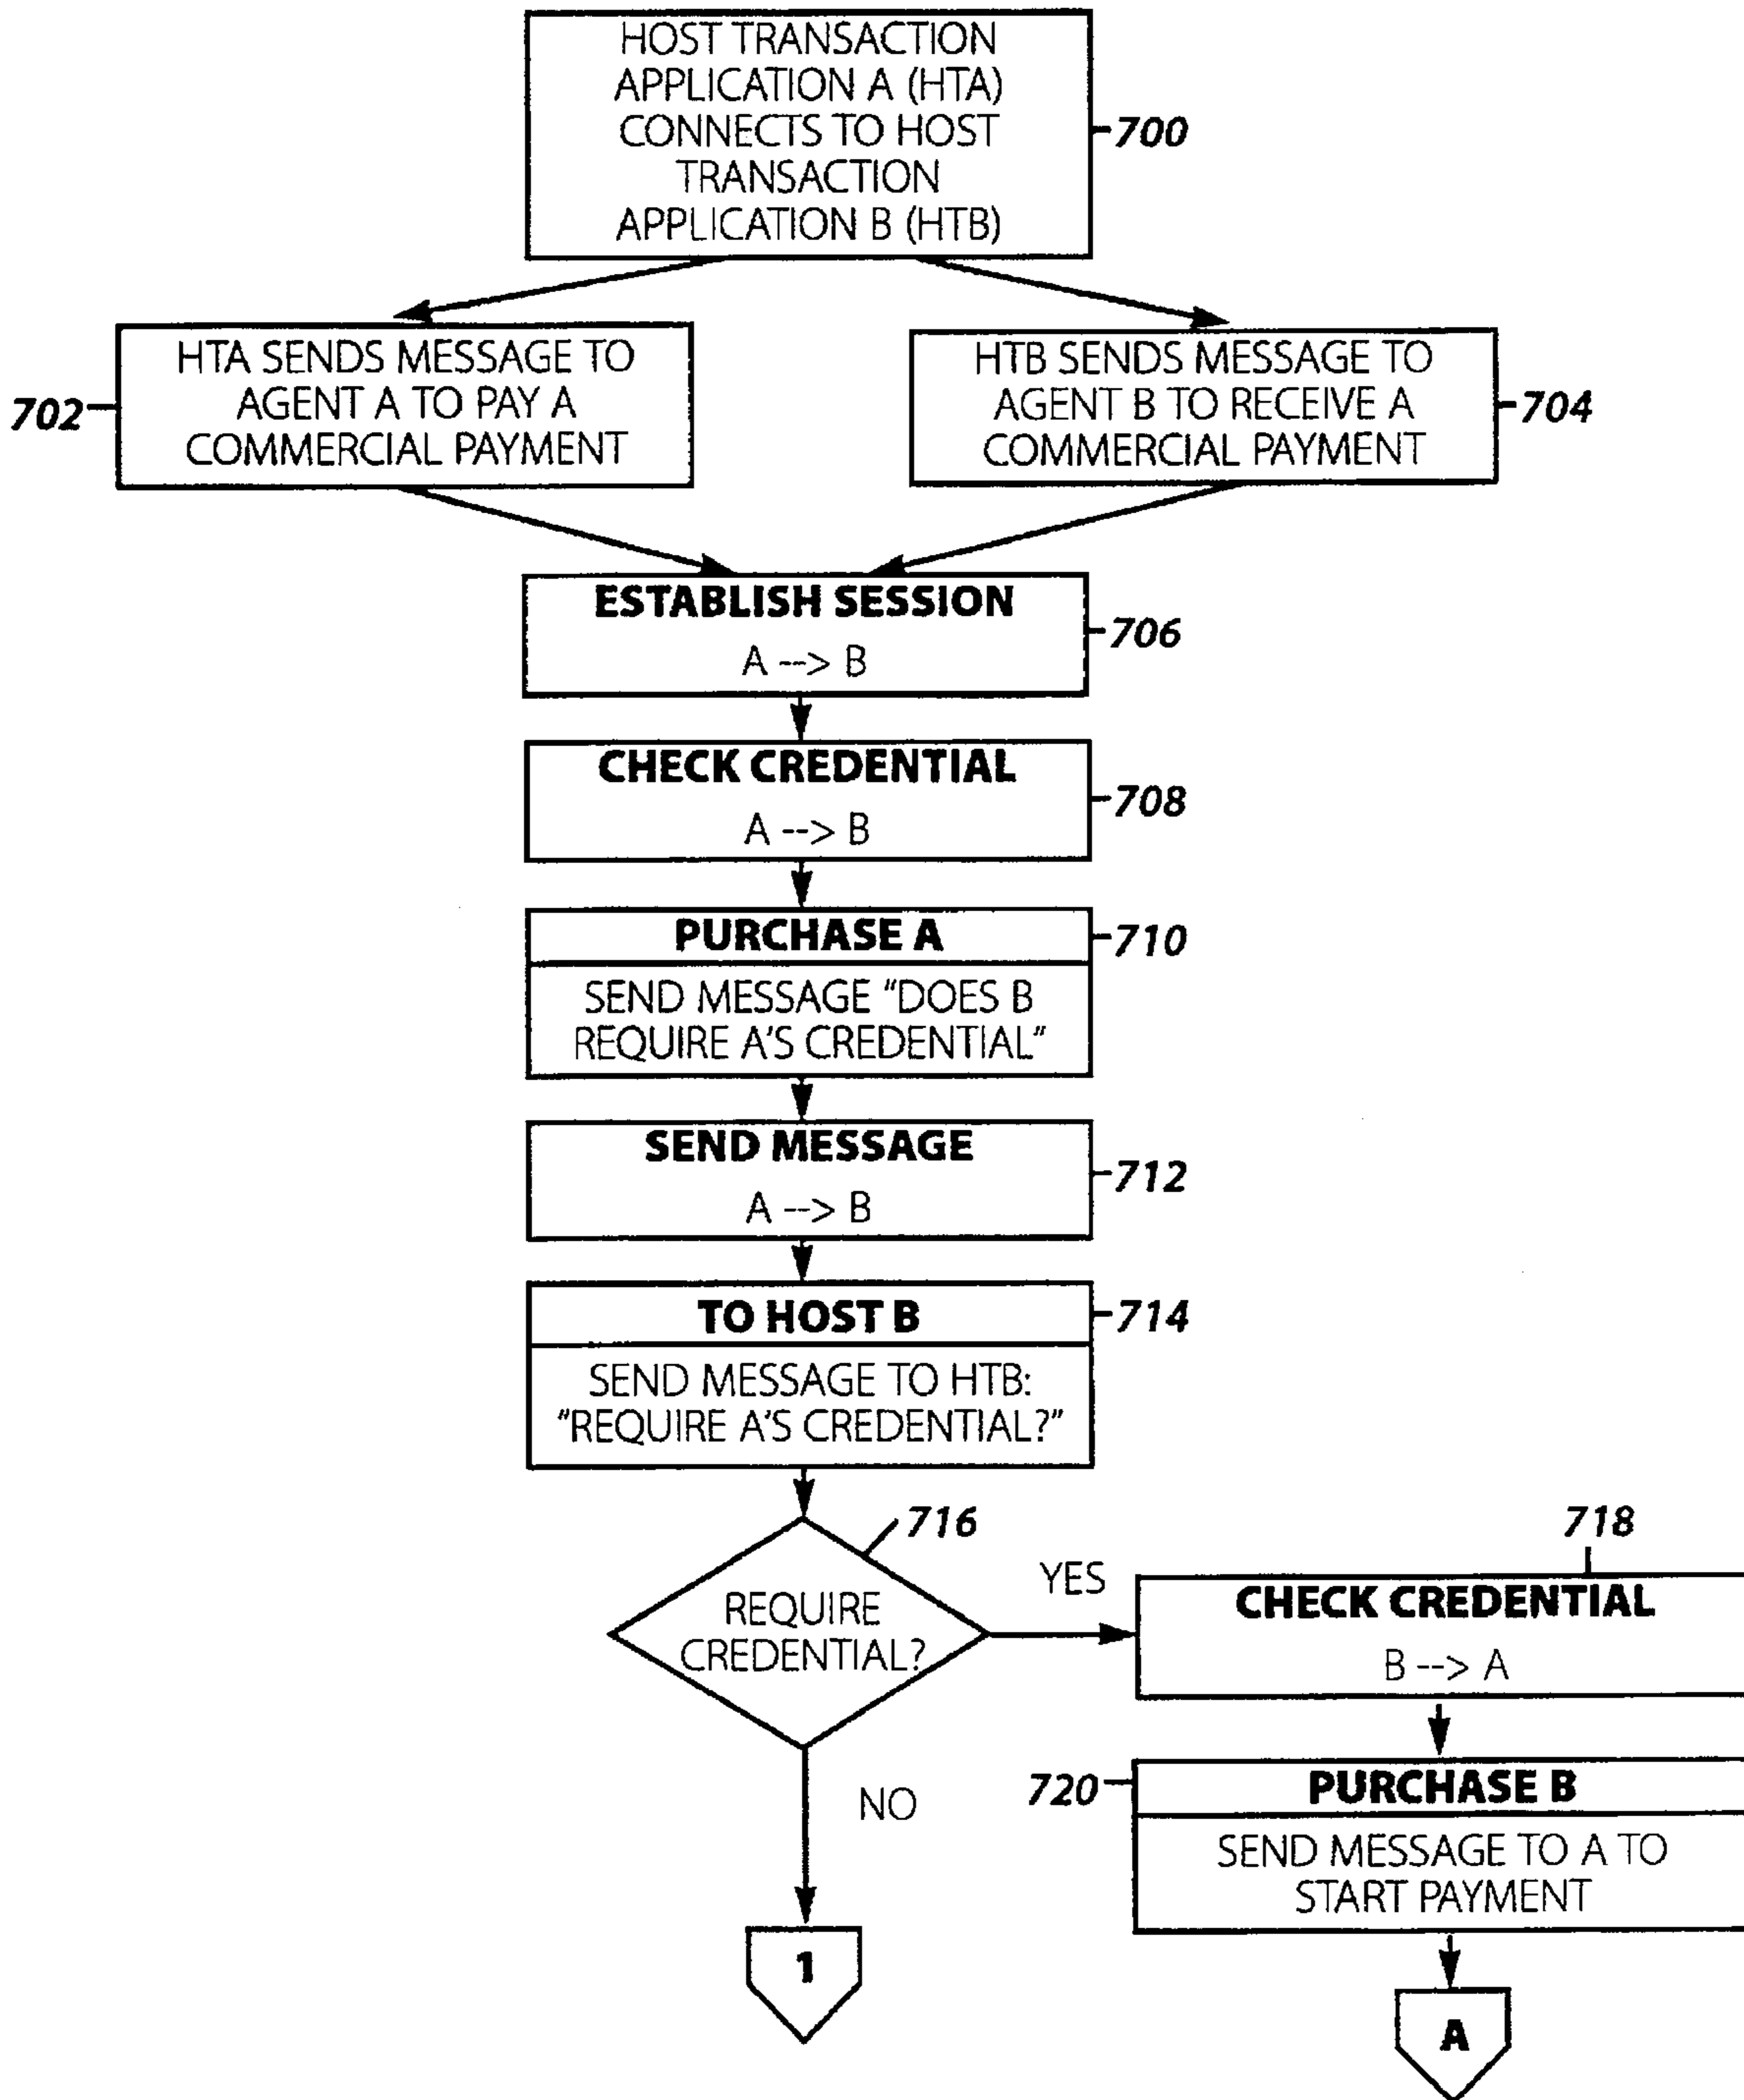 HOST TRANSACTION
APPLICATION A (HTA)
CONNECTS TO HOST
TRANSACTION
APPLICATION B (HTB)
700
HTA SENDS MESSAGE TO
AGENT A TO PAY A
COMMERCIAL PAYMENT
702
HTB SENDS MESSAGE TO
AGENT B TO RECEIVE A
COMMERCIAL PAYMENT
704
ESTABLISH SESSION
A --> B
706
CHECK CREDENTIAL
A --> B
708
PURCHASE A
710
SEND MESSAGE "DOES B
REQUIRE A'S CREDENTIAL"
SEND MESSAGE
A --> B
712
TO HOST B
714
SEND MESSAGE TO HTB:
"REQUIRE A'S CREDENTIAL?"
716
REQUIRE
CREDENTIAL?
YES
718
CHECK CREDENTIAL
B --> A
NO
720
PURCHASE B
SEND MESSAGE TO A TO
START PAYMENT
1
A